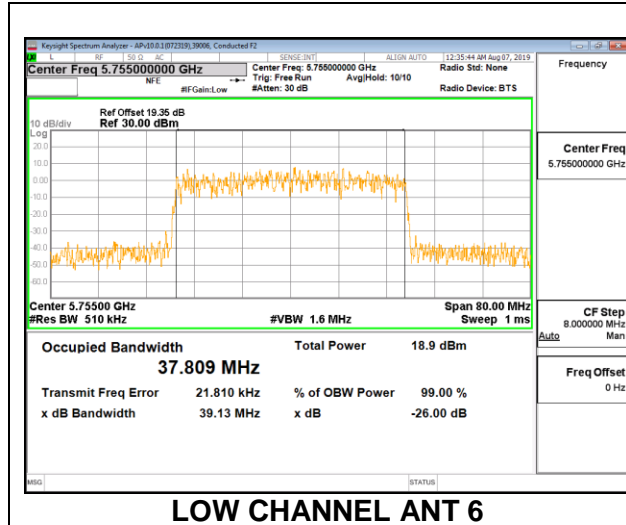 Keysight Spectrum Analyzer - APv10.0.1(072319),39006, Conducted F2
L RF 50 Ω AC SENSE:INT ALIGN AUTO 12:35:44 AM Aug 07, 2019
Center Freq 5.755000000 GHz Center Freq: 5.755000000 GHz Radio Std: None Frequency
NFE Trig: Free Run Avg|Hold: 10/10
#IFGain:Low #Atten: 30 dB Radio Device: BTS
Ref Offset 19.35 dB
10 dB/div Ref 30.00 dBm
Log
20.0
10.0
0.00
-10.0
-20.0
-30.0
-40.0
-50.0
-60.0
Center Freq
5.755000000 GHz
Center 5.75500 GHz Span 80.00 MHz
#Res BW 510 kHz #VBW 1.6 MHz Sweep 1 ms
CF Step
8.000000 MHz
Auto Man
Occupied Bandwidth Total Power 18.9 dBm
37.809 MHz
Freq Offset
0 Hz
Transmit Freq Error 21.810 kHz % of OBW Power 99.00 %
x dB Bandwidth 39.13 MHz x dB -26.00 dB
MSG STATUS
LOW CHANNEL ANT 6